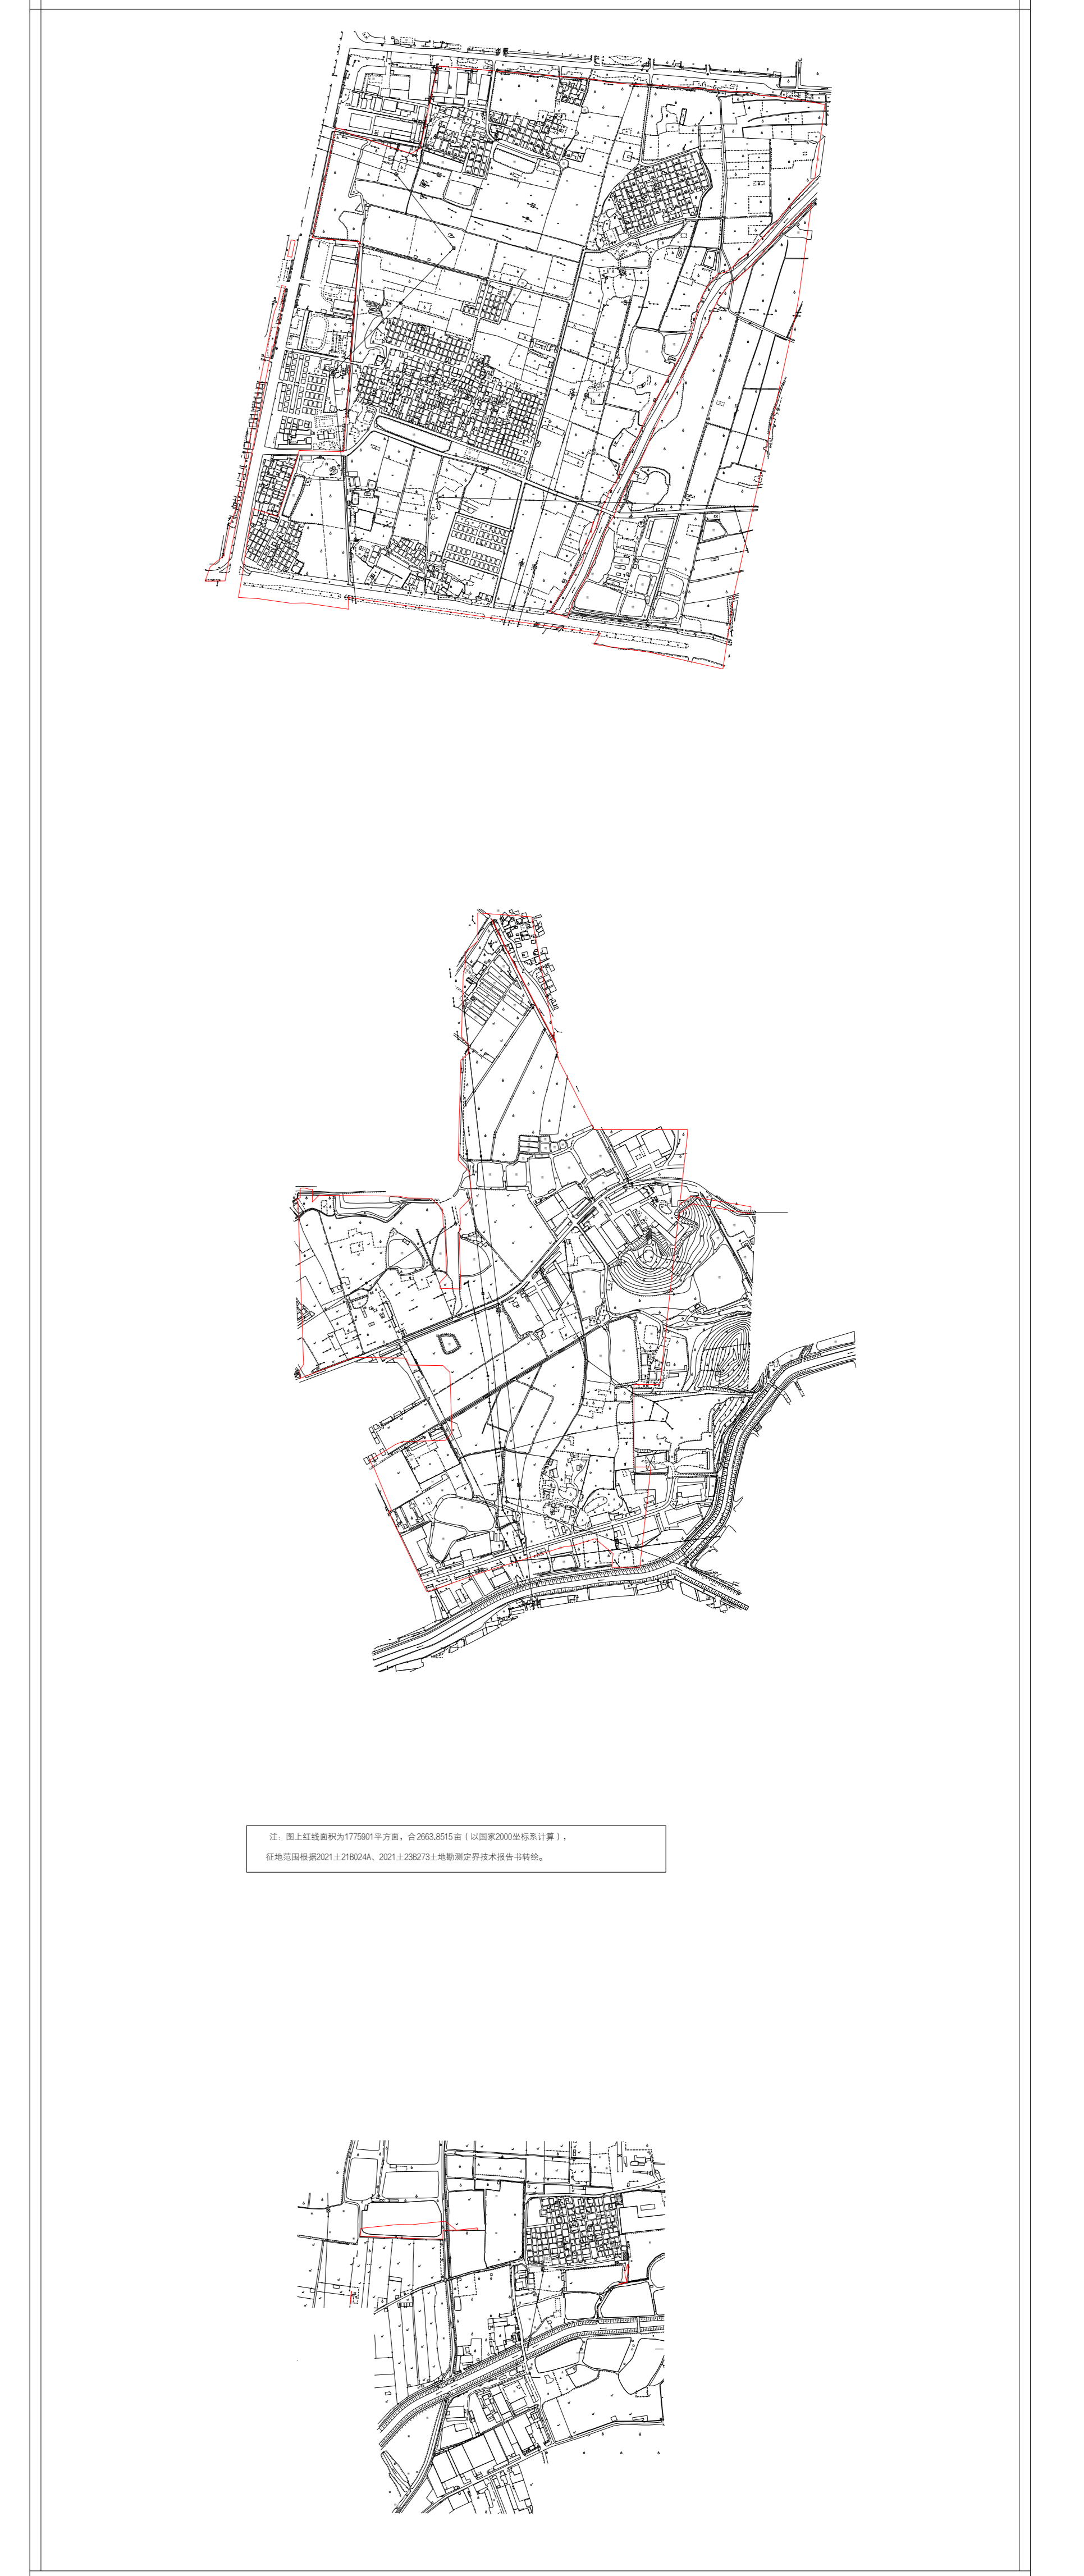 注：图上红线面积为1775901平方面，合2663.8515亩（以国家2000坐标系计算），
征地范围根据2021土21B024A、2021土23B273土地勘测定界技术报告书转绘。